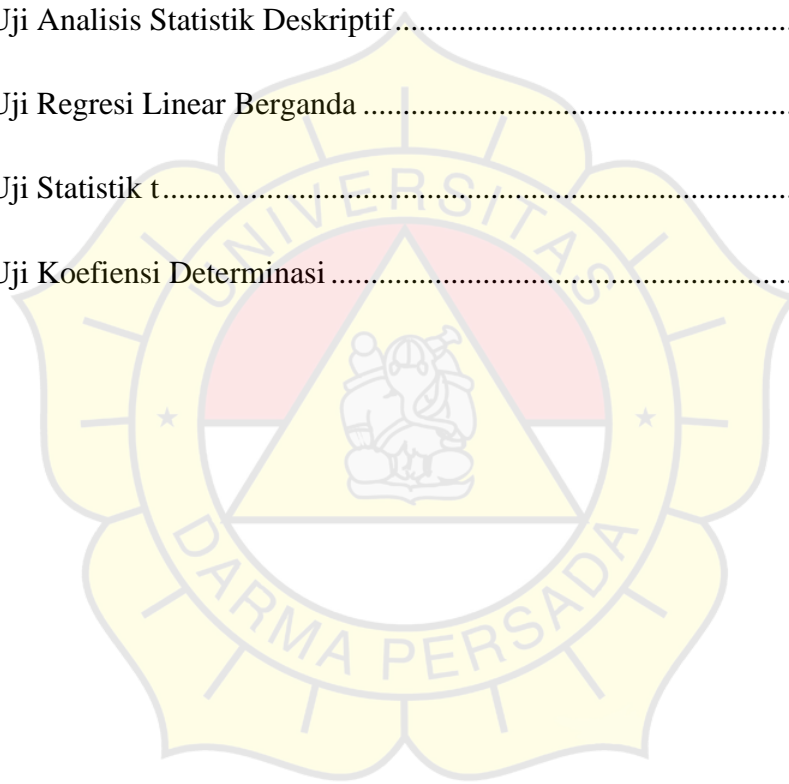 Uji Analisis Statistik Deskriptif.................................................
Uji Regresi Linear Berganda .....................................................
Uji Statistik t..............................................................................
Uji Koefiensi Determinasi .........................................................
UNIVERSITAS
DARMA PERSADA